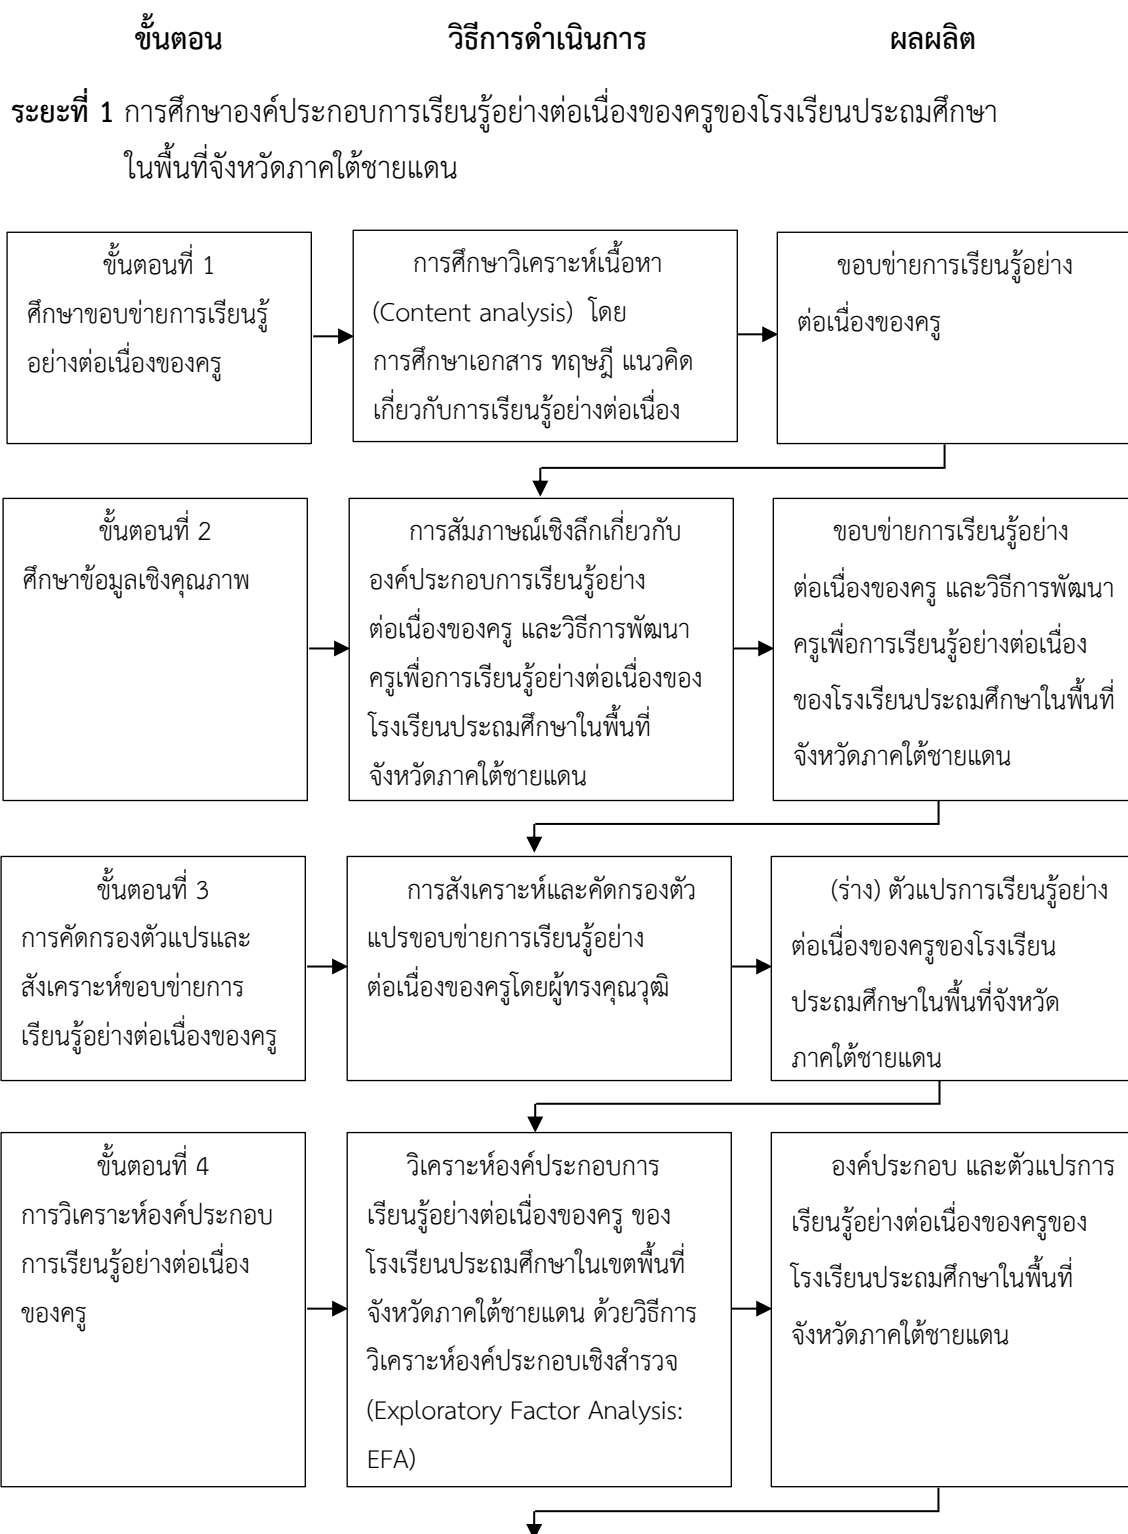 ขั้นตอน วิธีการดำเนินการ ผลผลิต
ระยะที่ 1 การศึกษาองค์ประกอบการเรียนรู้อย่างต่อเนื่องของครูของโรงเรียนประถมศึกษา
ในพื้นที่จังหวัดภาคใต้ชายแดน
ขั้นตอนที่ 1
ศึกษาขอบข่ายการเรียนรู้
อย่างต่อเนื่องของครู
การศึกษาวิเคราะห์เนื้อหา
(Content analysis) โดย
การศึกษาเอกสาร ทฤษฎี แนวคิด
เกี่ยวกับการเรียนรู้อย่างต่อเนื่อง
ขอบข่ายการเรียนรู้อย่าง
ต่อเนื่องของครู
ขั้นตอนที่ 2
ศึกษาข้อมูลเชิงคุณภาพ
การสัมภาษณ์เชิงลึกเกี่ยวกับ
องค์ประกอบการเรียนรู้อย่าง
ต่อเนื่องของครู และวิธีการพัฒนา
ครูเพื่อการเรียนรู้อย่างต่อเนื่องของ
โรงเรียนประถมศึกษาในพื้นที่
จังหวัดภาคใต้ชายแดน
ขอบข่ายการเรียนรู้อย่าง
ต่อเนื่องของครู และวิธีการพัฒนา
ครูเพื่อการเรียนรู้อย่างต่อเนื่อง
ของโรงเรียนประถมศึกษาในพื้นที่
จังหวัดภาคใต้ชายแดน
ขั้นตอนที่ 3
การคัดกรองตัวแปรและ
สังเคราะห์ขอบข่ายการ
เรียนรู้อย่างต่อเนื่องของครู
การสังเคราะห์และคัดกรองตัว
แปรขอบข่ายการเรียนรู้อย่าง
ต่อเนื่องของครูโดยผู้ทรงคุณวุฒิ
(ร่าง) ตัวแปรการเรียนรู้อย่าง
ต่อเนื่องของครูของโรงเรียน
ประถมศึกษาในพื้นที่จังหวัด
ภาคใต้ชายแดน
ขั้นตอนที่ 4
การวิเคราะห์องค์ประกอบ
การเรียนรู้อย่างต่อเนื่อง
ของครู
วิเคราะห์องค์ประกอบการ
เรียนรู้อย่างต่อเนื่องของครู ของ
โรงเรียนประถมศึกษาในเขตพื้นที่
จังหวัดภาคใต้ชายแดน ด้วยวิธีการ
วิเคราะห์องค์ประกอบเชิงสำรวจ
(Exploratory Factor Analysis:
EFA)
องค์ประกอบ และตัวแปรการ
เรียนรู้อย่างต่อเนื่องของครูของ
โรงเรียนประถมศึกษาในพื้นที่
จังหวัดภาคใต้ชายแดน